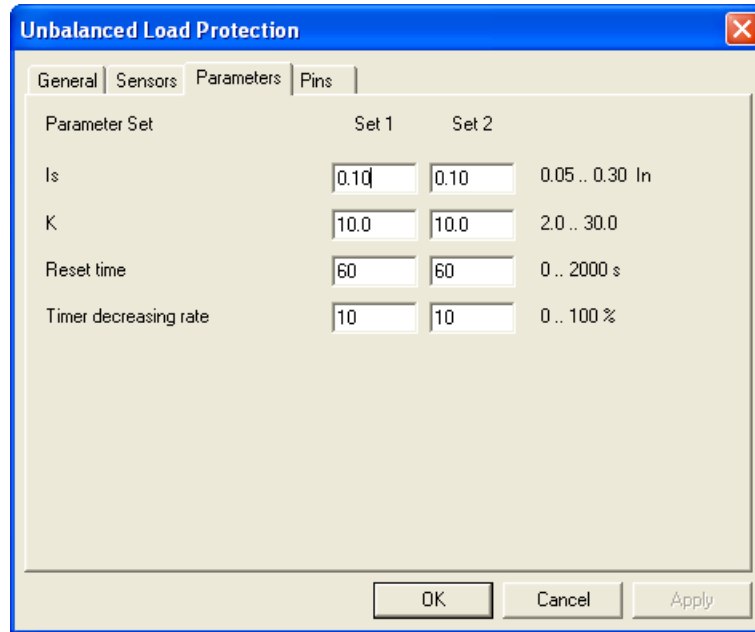 Unbalanced Load Protection
General Sensors Parameters Pins
Parameter Set Set 1 Set 2
Is 0.10 0.10 0.05 .. 0.30 In
K 10.0 10.0 2.0 .. 30.0
Reset time 60 60 0 .. 2000 s
Timer decreasing rate 10 10 0 .. 100 %
OK Cancel Apply